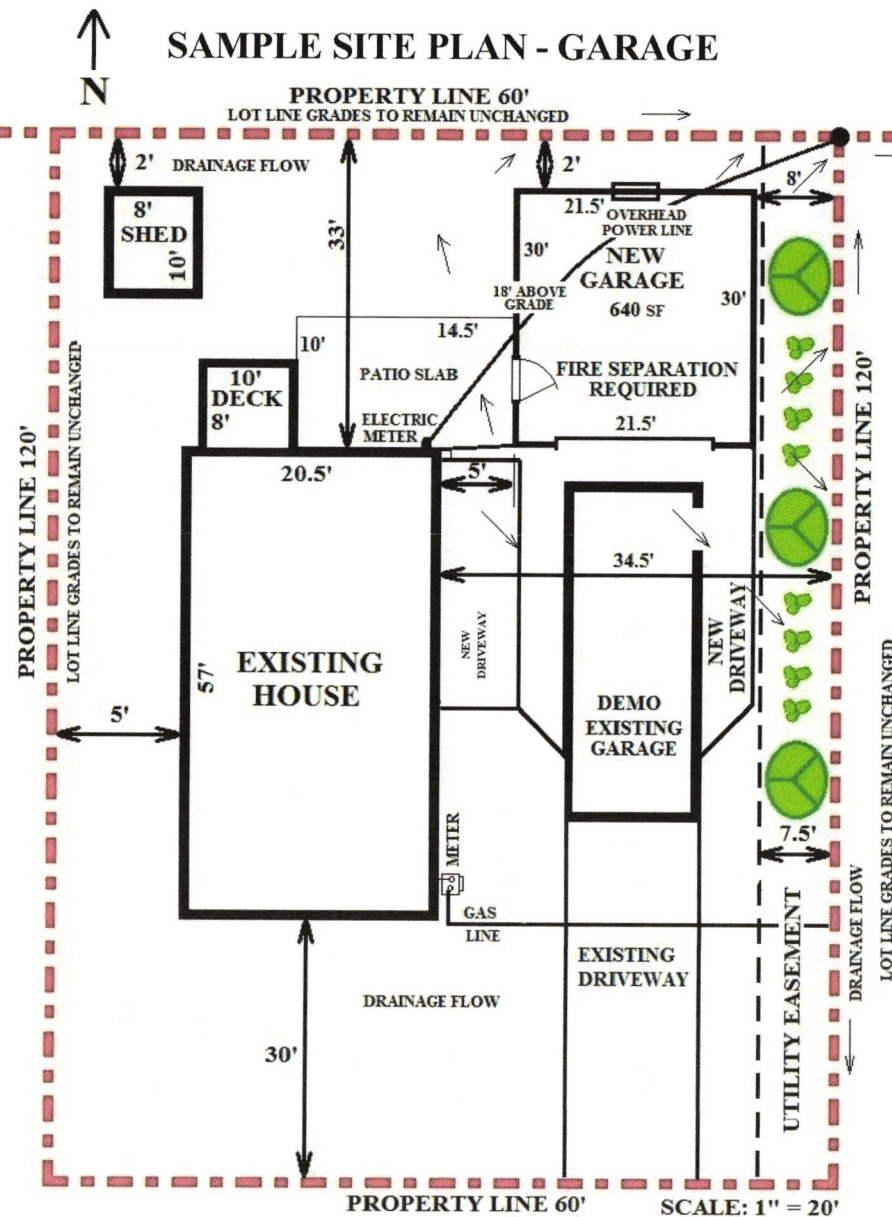 SAMPLE SITE PLAN - GARAGE
N
PROPERTY LINE 60'
LOT LINE GRADES TO REMAIN UNCHANGED
2'
DRAINAGE FLOW
2'
8'
8'
SHED
10'
33'
21.5'
OVERHEAD
POWER LINE
30'
NEW
GARAGE
18' ABOVE
GRADE
640 SF
30'
14.5'
10'
PATIO SLAB
FIRE SEPARATION
REQUIRED
10'
DECK
8'
ELECTRIC
METER
21.5'
PROPERTY LINE 120'
LOT LINE GRADES TO REMAIN UNCHANGED
PROPERTY LINE 120'
20.5'
5'
34.5'
NEW
DRIVEWAY
NEW
DRIVEWAY
EXISTING
HOUSE
57'
5'
DEMO
EXISTING
GARAGE
METER
7.5'
GAS
LINE
EXISTING
DRIVEWAY
UTILITY EASEMENT
DRAINAGE FLOW
LOT LINE GRADES TO REMAIN UNCHANGED
DRAINAGE FLOW
30'
PROPERTY LINE 60'
SCALE: 1" = 20'